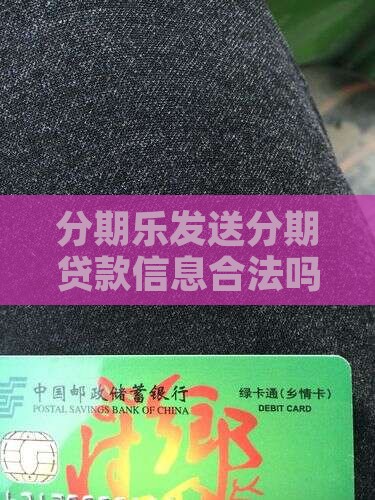 分期乐发送分期
贷款信息合法吗
中国邮政储蓄银行
POSTAL SAVINGS BANK OF CHINA
绿卡通(乡情卡)
DEBIT CARD
鄉